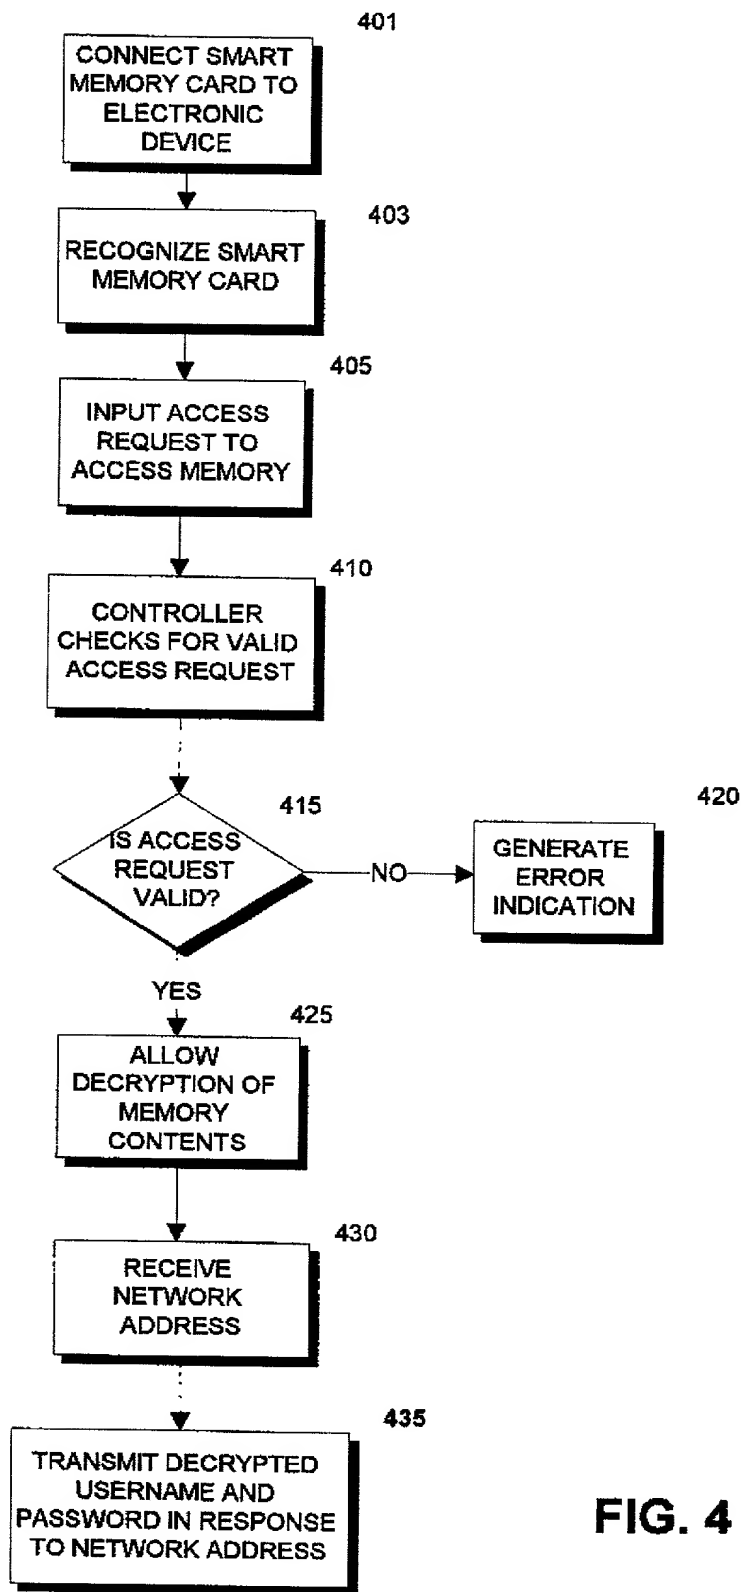 401
CONNECT SMART
MEMORY CARD TO
ELECTRONIC
DEVICE
403
RECOGNIZE SMART
MEMORY CARD
405
INPUT ACCESS
REQUEST TO
ACCESS MEMORY
410
CONTROLLER
CHECKS FOR VALID
ACCESS REQUEST
415
IS ACCESS
REQUEST
VALID?
NO
420
GENERATE
ERROR
INDICATION
YES
425
ALLOW
DECRYPTION OF
MEMORY
CONTENTS
430
RECEIVE
NETWORK
ADDRESS
435
TRANSMIT DECRYPTED
USERNAME AND
PASSWORD IN RESPONSE
TO NETWORK ADDRESS
FIG. 4